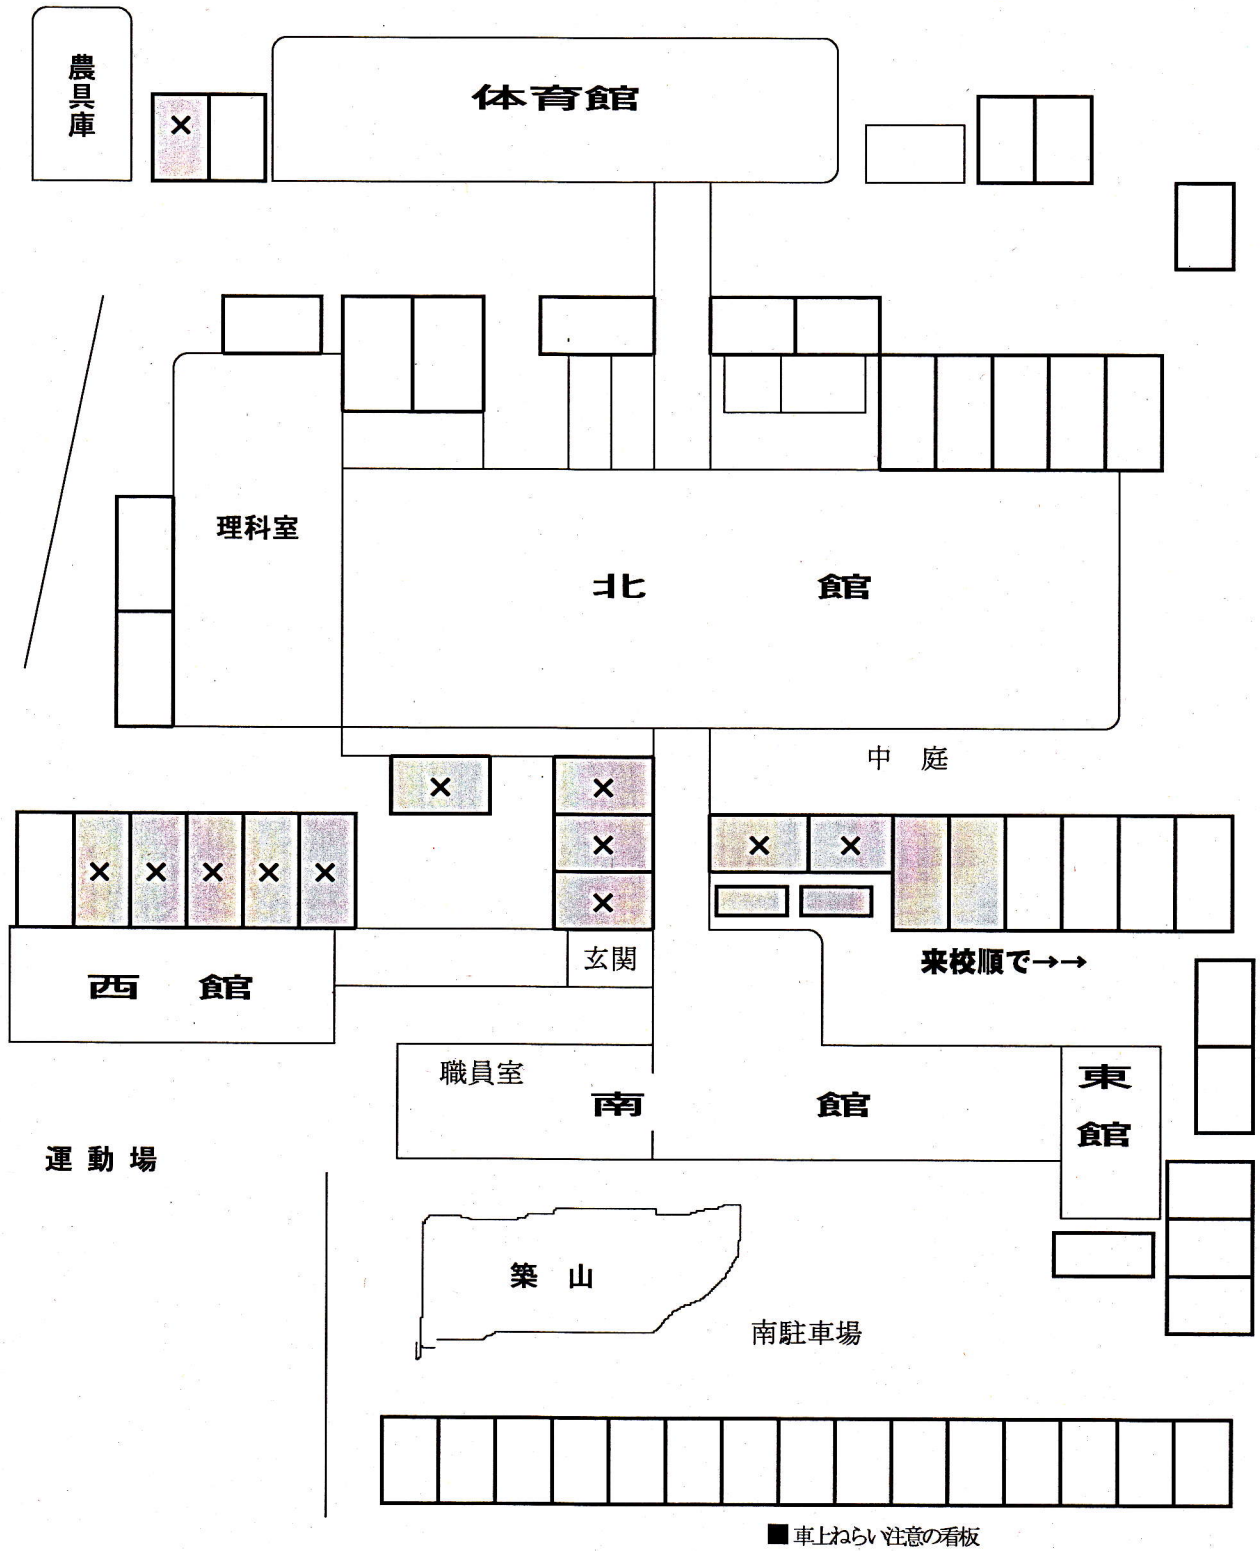 農具庫
体育館
×
理科室
北 館
中 庭
×
×
×
×
×
×
×
×
×
×
×
玄関
来校順で→→
西 館
職員室
南 館
東館
運動場
築 山
南駐車場
■車上ねらい注意の看板